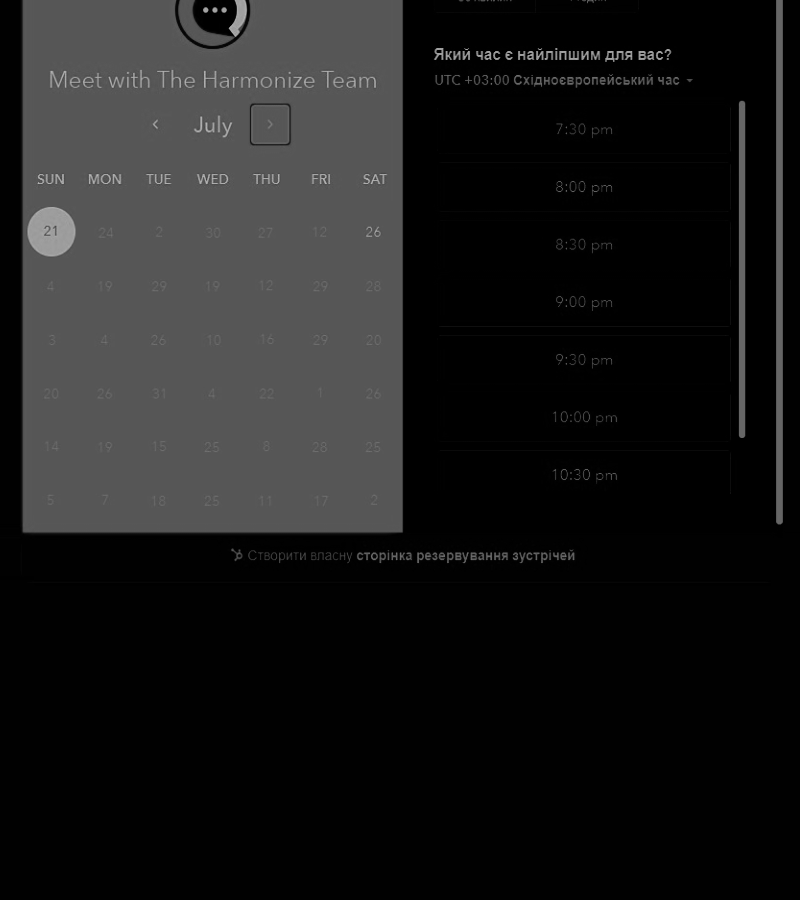 Який час є найліпшим для вас?
Meet with The Harmonize Team
UTC +03:00 Східноєвропейський час
July
7:30 pm
SUN MON TUE WED THU FRI SAT
8:00 pm
21 24 2 30 27 12 26
8:30 pm
4 19 29 19 12 29 28
9:00 pm
3 4 26 10 16 29 20
9:30 pm
20 26 31 4 22 1 26
10:00 pm
14 19 15 25 8 28 25
10:30 pm
5 7 18 25 11 17 2
Створити власну сторінка резервування зустрічей